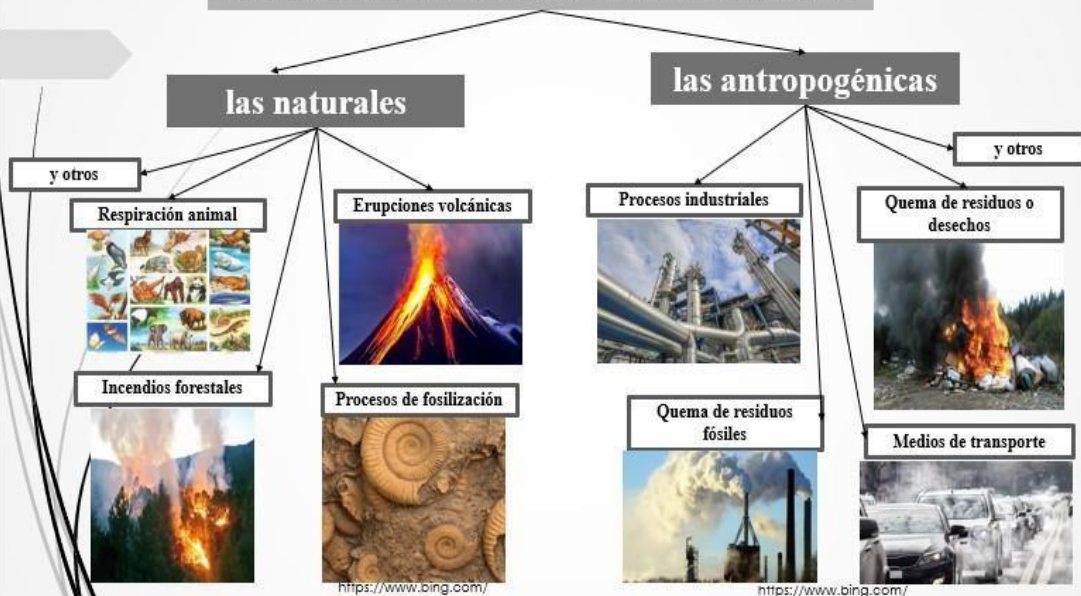 las naturales
las antropogénicas
y otros
Respiración animal
Erupciones volcánicas
Incendios forestales
Procesos de fosilización
https://www.bing.com/
Procesos industriales
y otros
Quema de residuos o
desechos
Quema de residuos
fósiles
Medios de transporte
https://www.bing.com/